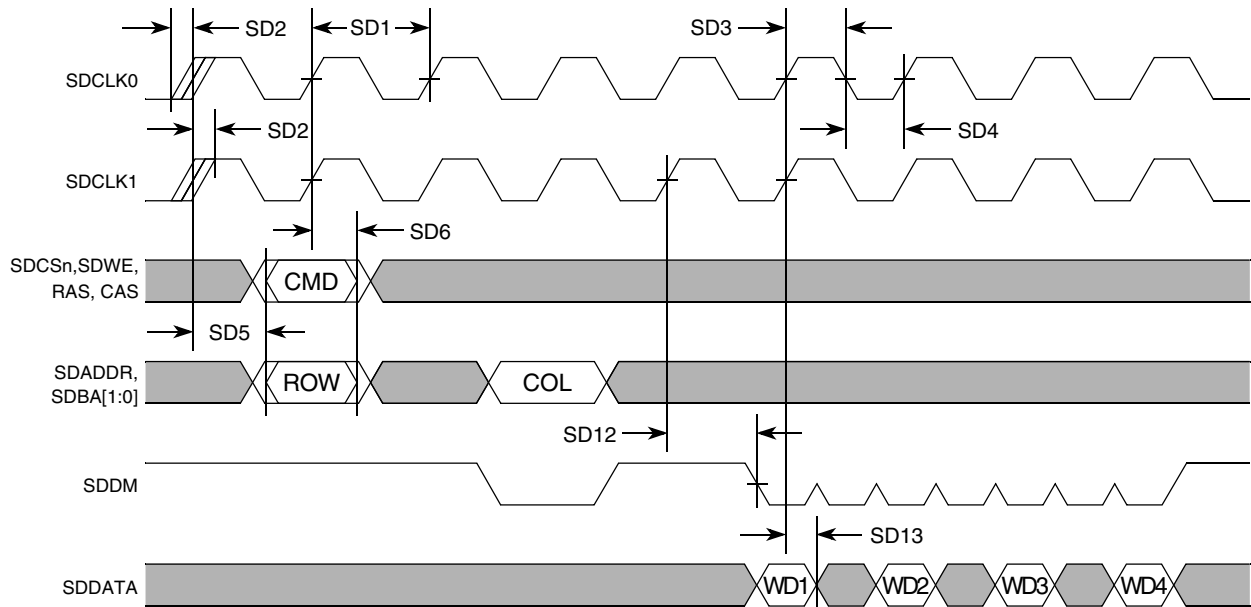 SD2
SD1
SD3
SDCLK0
SD2
SD4
SDCLK1
SD6
SDCSn,SDWE,
RAS, CAS
CMD
SD5
SDADDR,
SDBA[1:0]
ROW
COL
SD12
SDDM
SD13
SDDATA
WD1
WD2
WD3
WD4